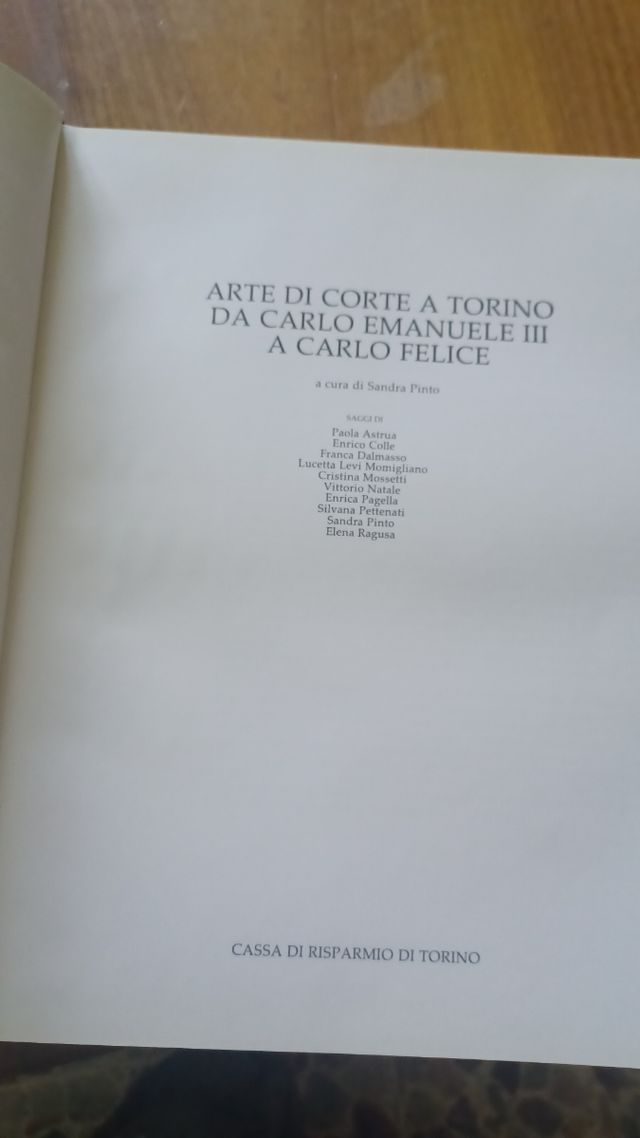 ARTE DI CORTE A TORINO
DA CARLO EMANUELE III
A CARLO FELICE
a cura di Sandra Pinto
SAGGI DI
Paola Astrua
Enrico Colle
Franca Dalmasso
Lucetta Levi Momigliano
Cristina Mossetti
Vittorio Natale
Enrica Pagella
Silvana Pettenati
Sandra Pinto
Elena Ragusa
CASSA DI RISPARMIO DI TORINO